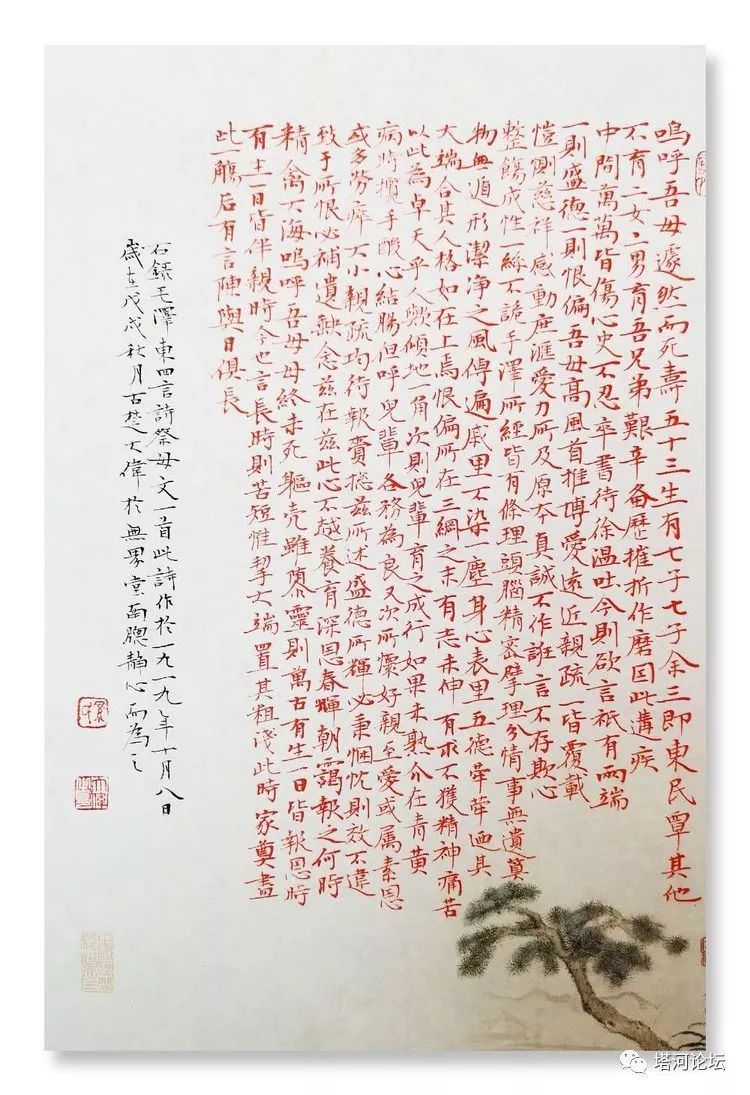 嗚呼吾母遽然而死壽五十三生有七子七子余三即東民覃其他
不育二女二男育吾兄弟艱辛備歷摧折作磨因此遘疾
中間萬萬皆傷心史不忍卒書待徐溫吐今則欲言衹有兩端
一則盛德一則恨偏吾母高風首推博愛遠近親疏一皆覆載
愷惻慈祥感動庶匯愛力所及原本真誠不作誑言不存欺心
整飭成性一絲不詭手澤所經皆有條理頭腦精密擘理分情事無遺算
物無遁形潔淨之風傳遍戚里不染一塵身心表里五德犖犖迺其
大端合其人格如在上焉恨偏所在三綱之末有志未伸有求不獲精神痛苦
以此為卓天乎人歟傾地一角次則兒輩育之成行如果未熟介在青黃
病時攬手酸心結腸但呼兒輩各務為良又次所懷好親至愛或属素恩
或多勞瘁大小親疏均待報賚總茲所述盛德所輝必秉悃忱則效不違
致于所恨必補遺缺念茲在茲此心不越養育深恩春輝朝靄報之何時
精禽大海嗚呼吾母母終未死軀殼雖隳靈則萬古有生一日皆報恩時
有生一日皆伴親時今也言長時則苦短惟挈大端置其粗淺此時家奠盡
此一觴后有言陳與日俱長
右錄毛澤東四言詩祭母文一首此詩作於一九一九年十月八日
歲在戊戌秋月古楚大偉於無界堂南牕靜心而為之
塔河论坛